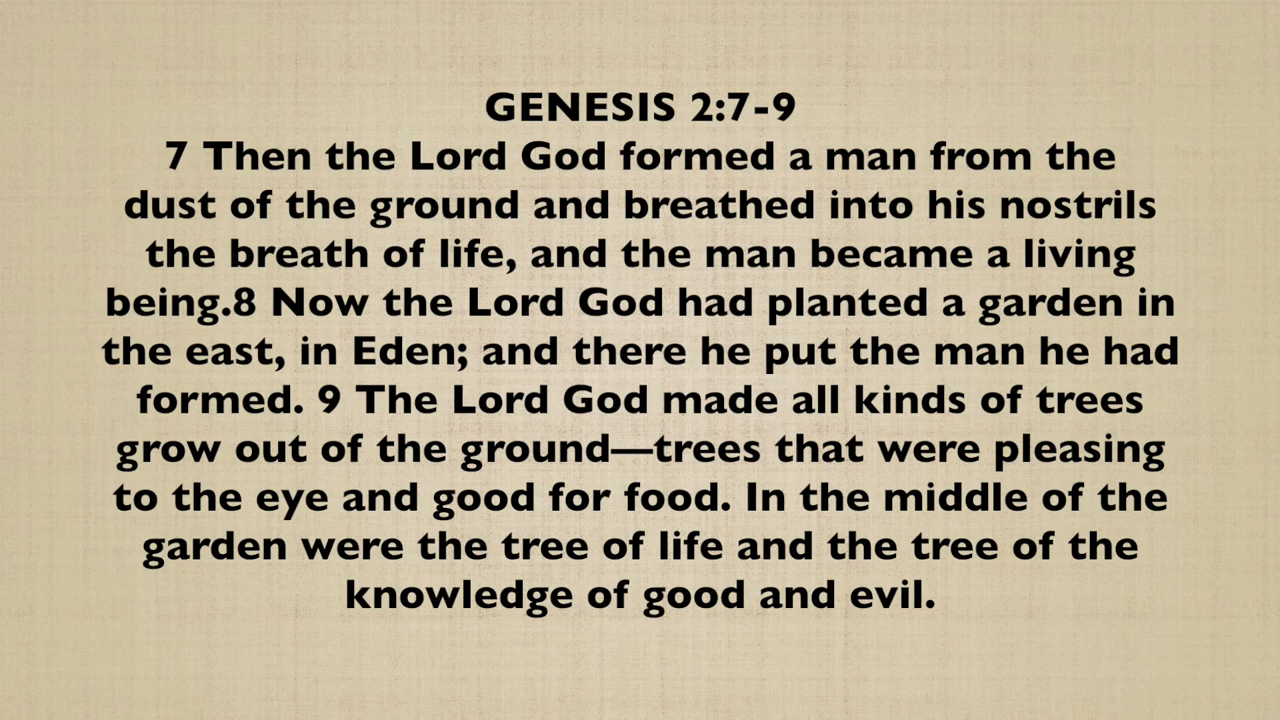 GENESIS 2:7-9
7 Then the Lord God formed a man from the
dust of the ground and breathed into his nostrils
the breath of life, and the man became a living
being.8 Now the Lord God had planted a garden in
the east, in Eden; and there he put the man he had
formed. 9 The Lord God made all kinds of trees
grow out of the ground—trees that were pleasing
to the eye and good for food. In the middle of the
garden were the tree of life and the tree of the
knowledge of good and evil.